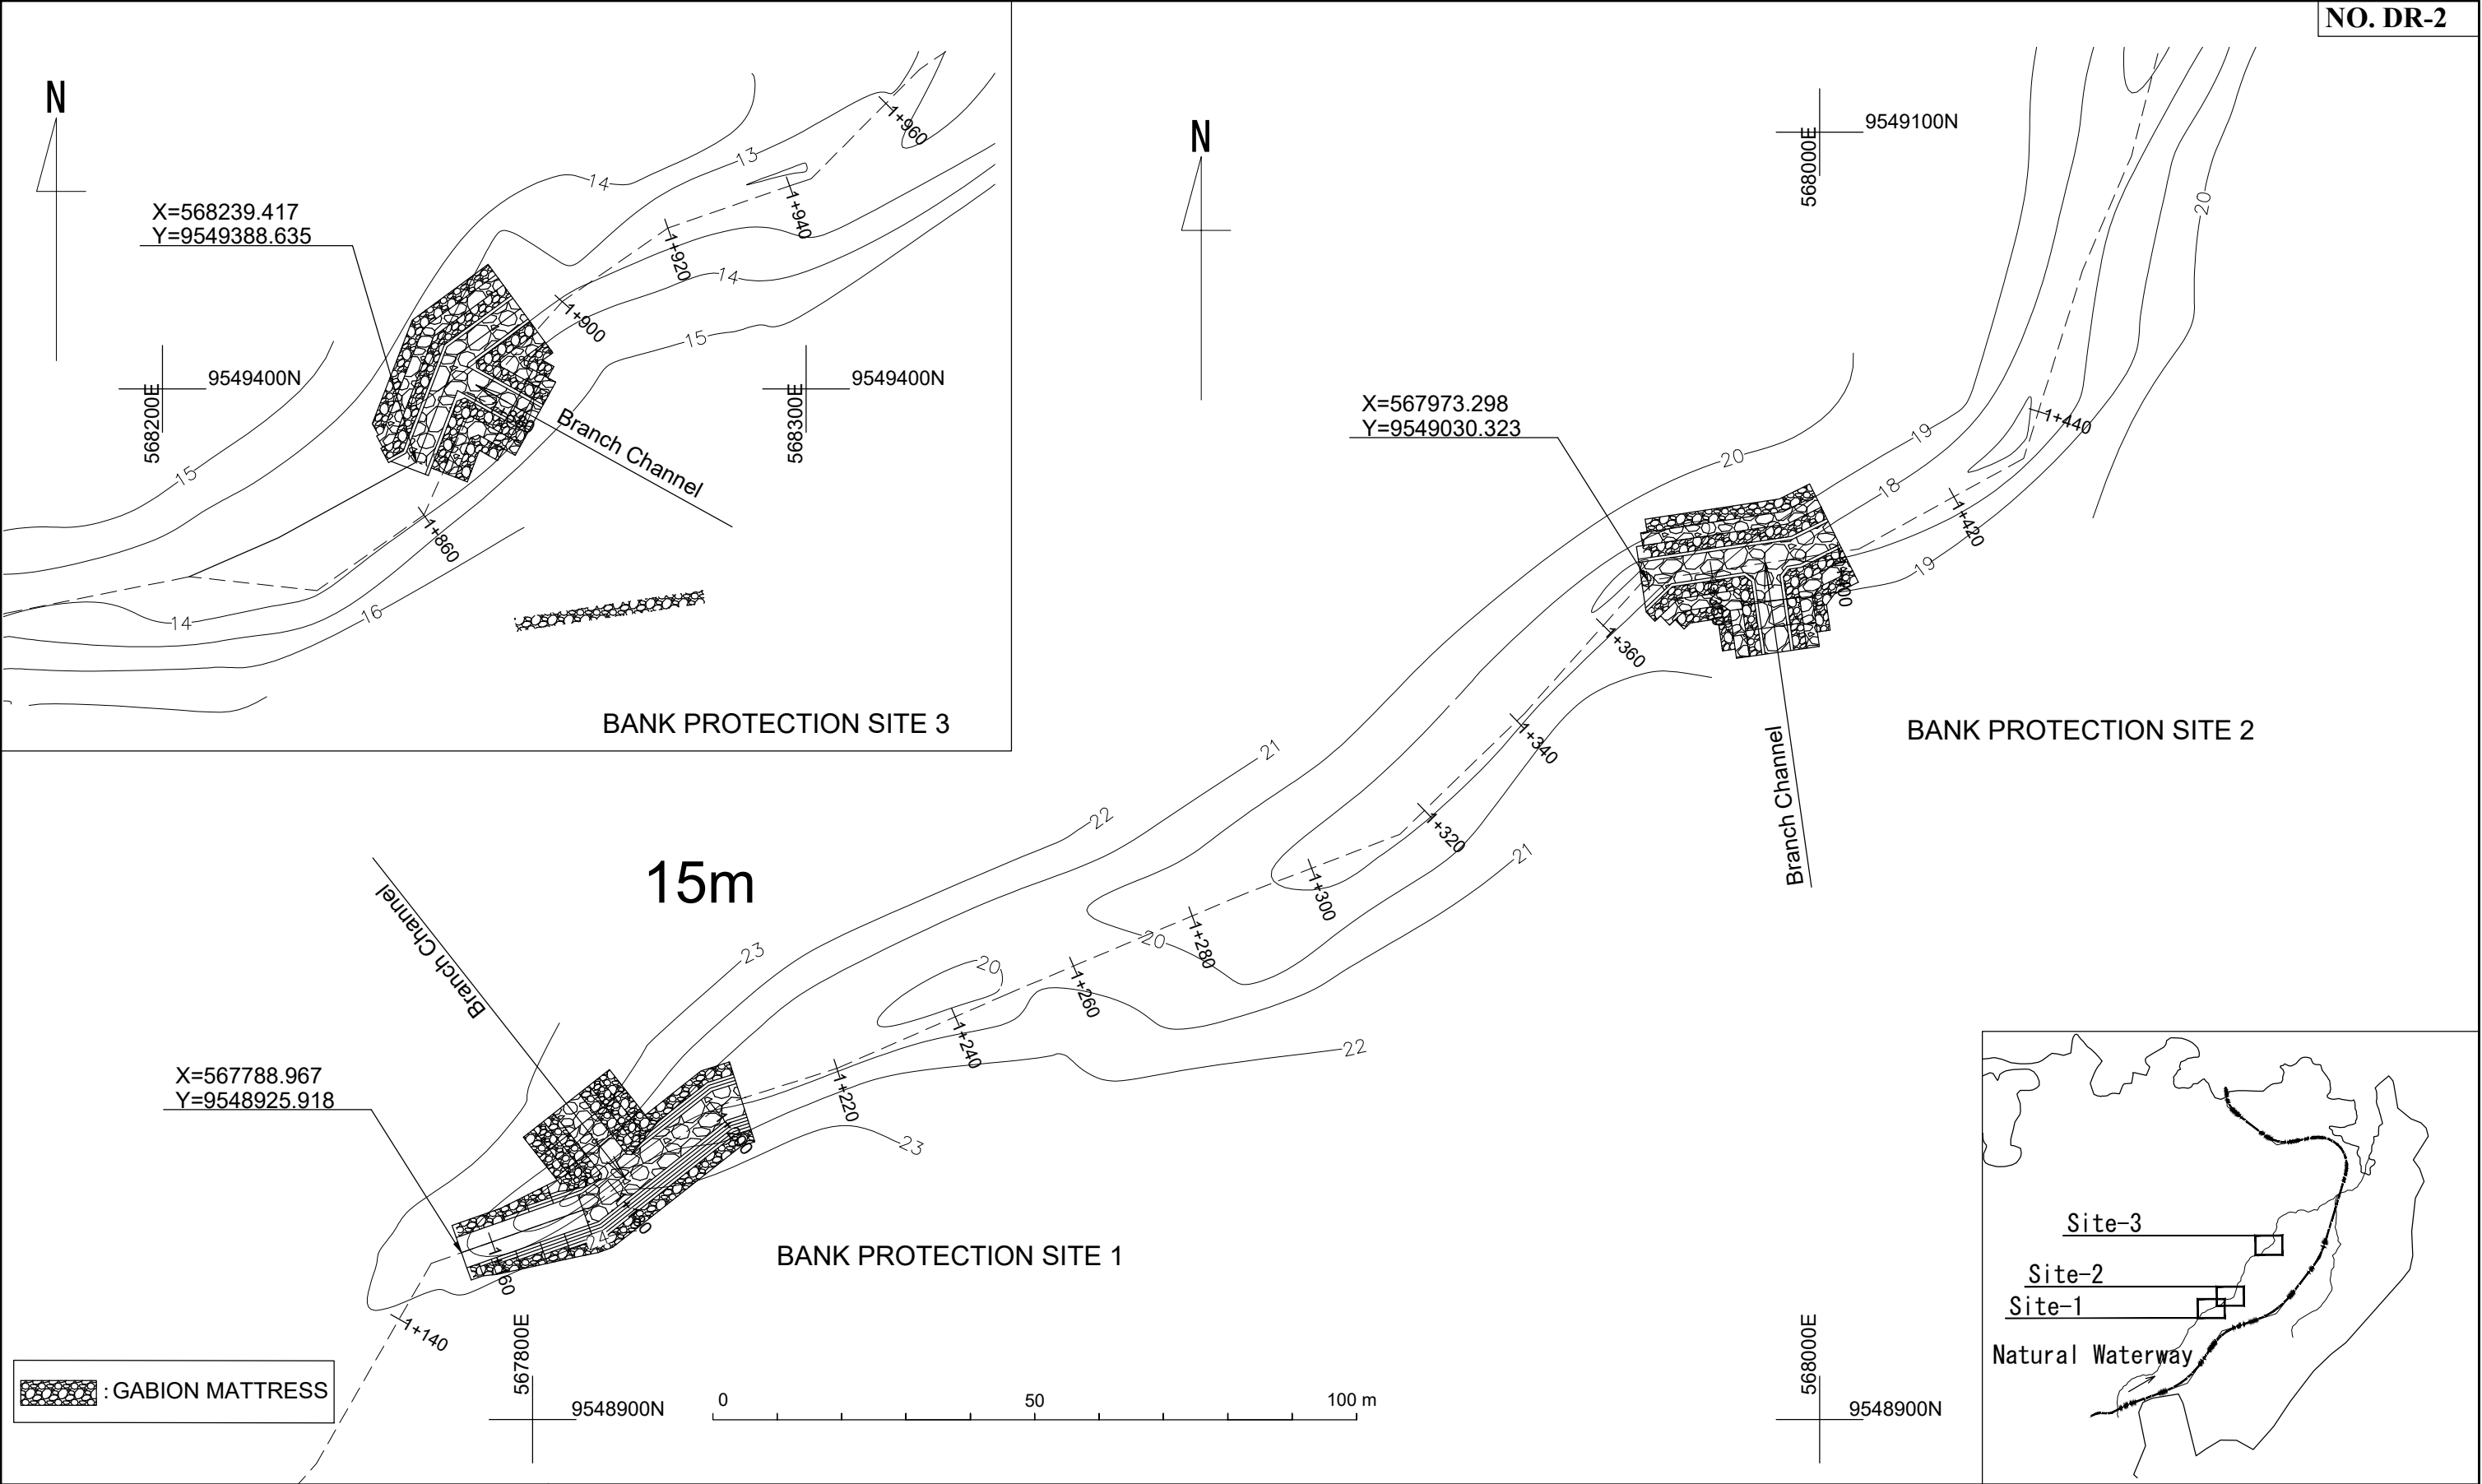 NO. DR-2
N
X=568239.417
Y=9549388.635
14
13
1+960
1+940
1+920
14
1+900
15
568200E
9549400N
568300E
9549400N
Branch Channel
15
1+860
14
16
BANK PROTECTION SITE 3
N
568000E
9549100N
20
X=567973.298
Y=9549030.323
20
19
18
1+440
1+420
19
1+360
1+340
Branch Channel
BANK PROTECTION SITE 2
21
22
1+320
21
1+300
20
1+280
15m
23
20
1+260
1+240
22
Branch Channel
1+220
23
X=567788.967
Y=9548925.918
BANK PROTECTION SITE 1
1+140
567800E
9548900N
0
50
100 m
568000E
9548900N
: GABION MATTRESS
Site-3
Site-2
Site-1
Natural Waterway